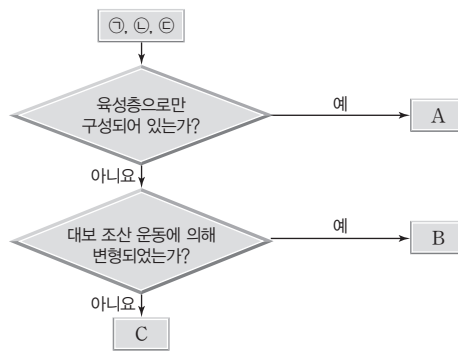 ㉠, ㉡, ㉢
육성층으로만
구성되어 있는가?
예
A
아니요
대보 조산 운동에 의해
변형되었는가?
예
B
아니요
C